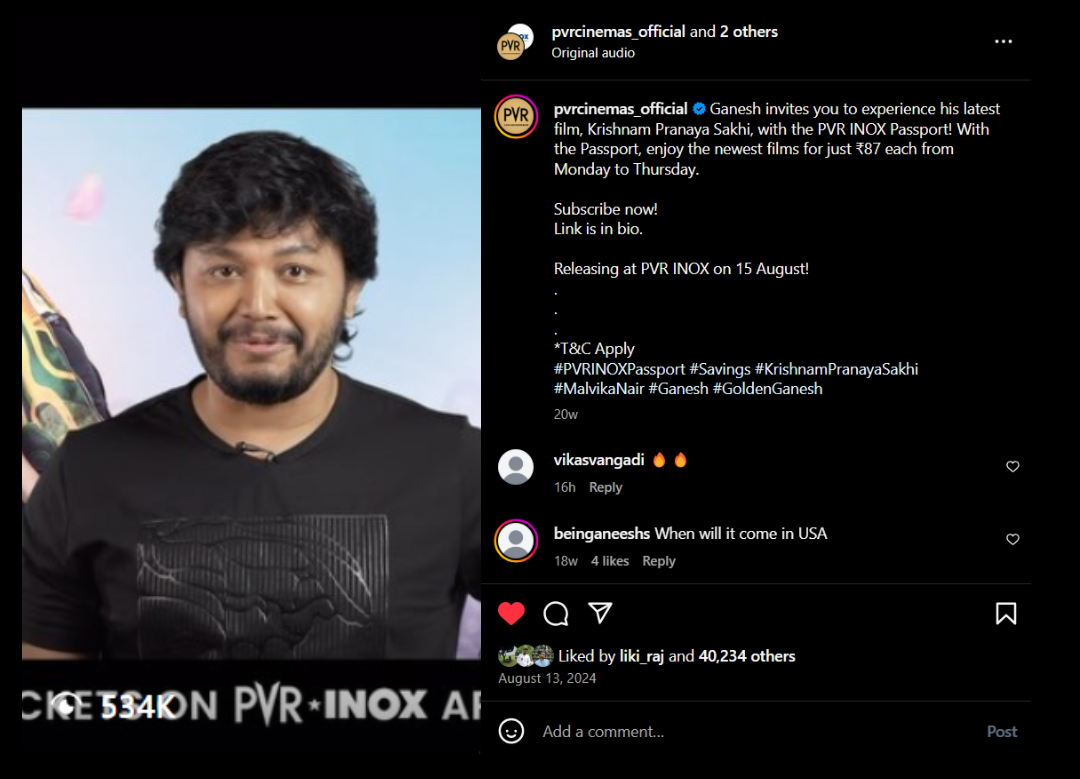 pvrcinemas_official and 2 others
Original audio
PVR
PVR
pvrcinemas_official Ganesh invites you to experience his latest
film, Krishnam Pranaya Sakhi, with the PVR INOX Passport! With
the Passport, enjoy the newest films for just ₹87 each from
Monday to Thursday.
Subscribe now!
Link is in bio.
Releasing at PVR INOX on 15 August!
.
.
.
*T&C Apply
#PVRINOXPassport #Savings #KrishnamPranayaSakhi
#MalvikaNair #Ganesh #GoldenGanesh
20w
vikasvangadi 🔥 🔥
16h Reply
beinganeeshs When will it come in USA
18w 4 likes Reply
Liked by liki_raj and 40,234 others
August 13, 2024
Add a comment... Post
534K
ON PVR★INOX